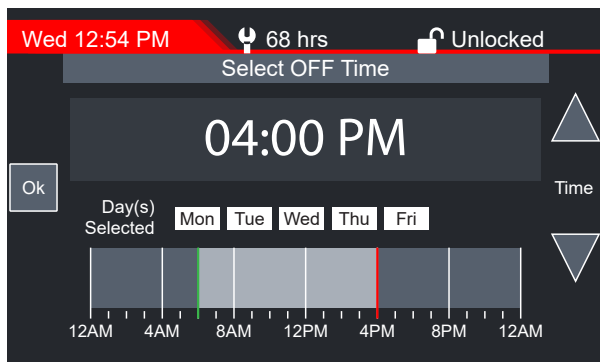 Wed 12:54 PM 68 hrs Unlocked
Select OFF Time
04:00 PM
Ok
Time
Day(s)
Selected
Mon Tue Wed Thu Fri
12AM 4AM 8AM 12PM 4PM 8PM 12AM